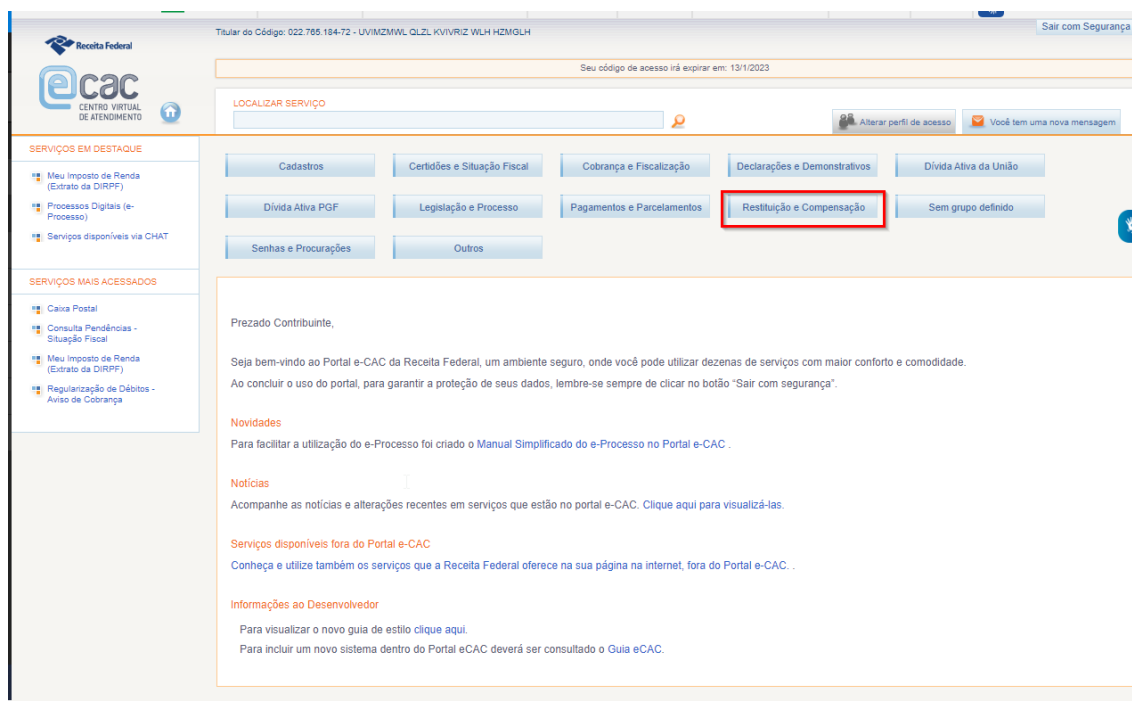 Titular do Código: 022.765.184-72 - UVIMZMWL QLZL KVIVRIZ WLH HZMGLH
Sair com Segurança
Receita Federal
Seu código de acesso irá expirar em: 13/1/2023
ecac
CENTRO VIRTUAL
DE ATENDIMENTO
LOCALIZAR SERVIÇO
Alterar perfil de acesso
Você tem uma nova mensagem
SERVIÇOS EM DESTAQUE
Meu Imposto de Renda
(Extrato da DIRPF)
Processos Digitais (e-
Processo)
Serviços disponíveis via CHAT
SERVIÇOS MAIS ACESSADOS
Caixa Postal
Consulta Pendências -
Situação Fiscal
Meu Imposto de Renda
(Extrato da DIRPF)
Regularização de Débitos -
Aviso de Cobrança
Cadastros
Certidões e Situação Fiscal
Cobrança e Fiscalização
Declarações e Demonstrativos
Dívida Ativa da União
Dívida Ativa PGF
Legislação e Processo
Pagamentos e Parcelamentos
Restituição e Compensação
Sem grupo definido
Senhas e Procurações
Outros
Prezado Contribuinte,
Seja bem-vindo ao Portal e-CAC da Receita Federal, um ambiente seguro, onde você pode utilizar dezenas de serviços com maior conforto e comodidade.
Ao concluir o uso do portal, para garantir a proteção de seus dados, lembre-se sempre de clicar no botão “Sair com segurança”.
Novidades
Para facilitar a utilização do e-Processo foi criado o Manual Simplificado do e-Processo no Portal e-CAC .
Notícias
Acompanhe as notícias e alterações recentes em serviços que estão no portal e-CAC. Clique aqui para visualizá-las.
Serviços disponíveis fora do Portal e-CAC
Conheça e utilize também os serviços que a Receita Federal oferece na sua página na internet, fora do Portal e-CAC. .
Informações ao Desenvolvedor
Para visualizar o novo guia de estilo clique aqui.
Para incluir um novo sistema dentro do Portal eCAC deverá ser consultado o Guia eCAC.